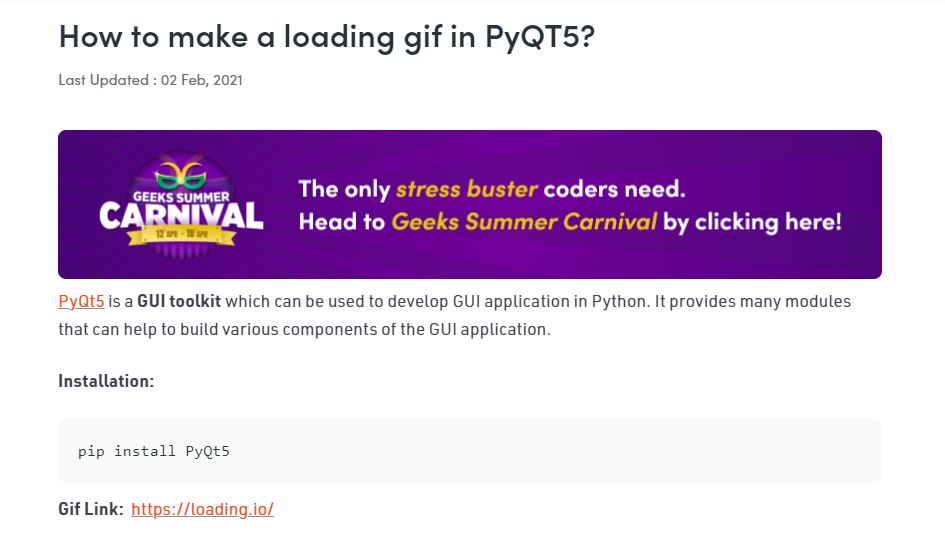 How to make a loading gif in PyQT5?
Last Updated : 02 Feb, 2021
GEEKS SUMMER
CARNIVAL
12 APR - 18 APR
The only stress buster coders need.
Head to Geeks Summer Carnival by clicking here!
PyQt5 is a GUI toolkit which can be used to develop GUI application in Python. It provides many modules
that can help to build various components of the GUI application.
Installation:
pip install PyQt5
Gif Link: https://loading.io/